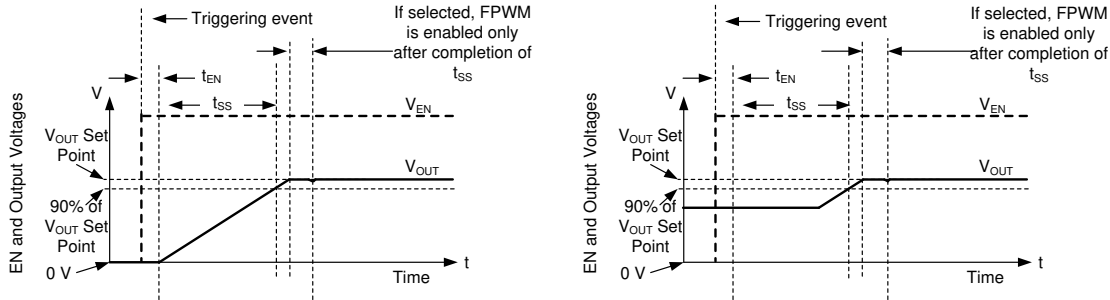 Triggering event
If selected, FPWM
is enabled only
after completion of
tSS
tEN
tSS
V
VEN
VOUT Set
Point
VOUT
90% of
VOUT Set
Point
0 V
t
Time
EN and Output Voltages
Triggering event
If selected, FPWM
is enabled only
after completion of
tSS
tEN
tSS
V
VEN
VOUT Set
Point
VOUT
90% of
VOUT Set
Point
0 V
t
Time
EN and Output Voltages